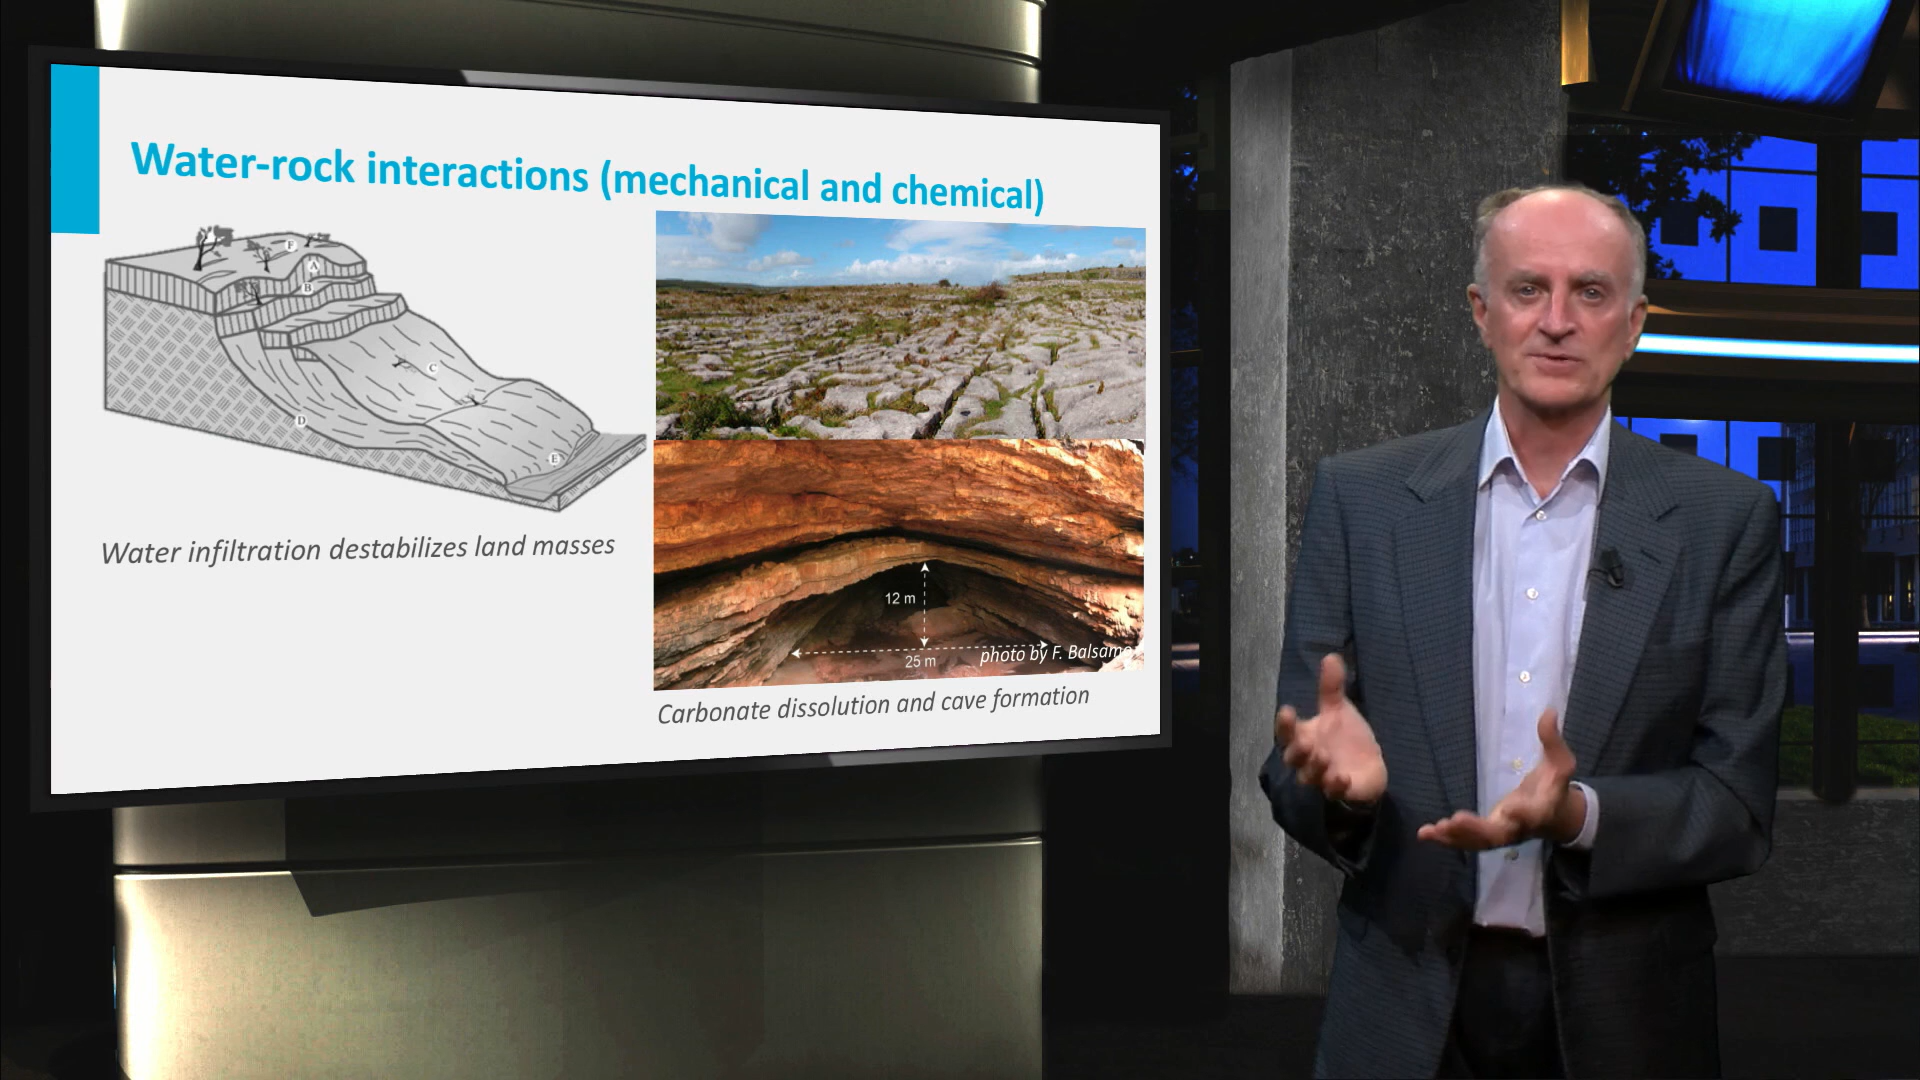 Water-rock interactions (mechanical and chemical)
F
A
B
C
D
E
Water infiltration destabilizes land masses
12 m
25 m
photo by F. Balsamo
Carbonate dissolution and cave formation